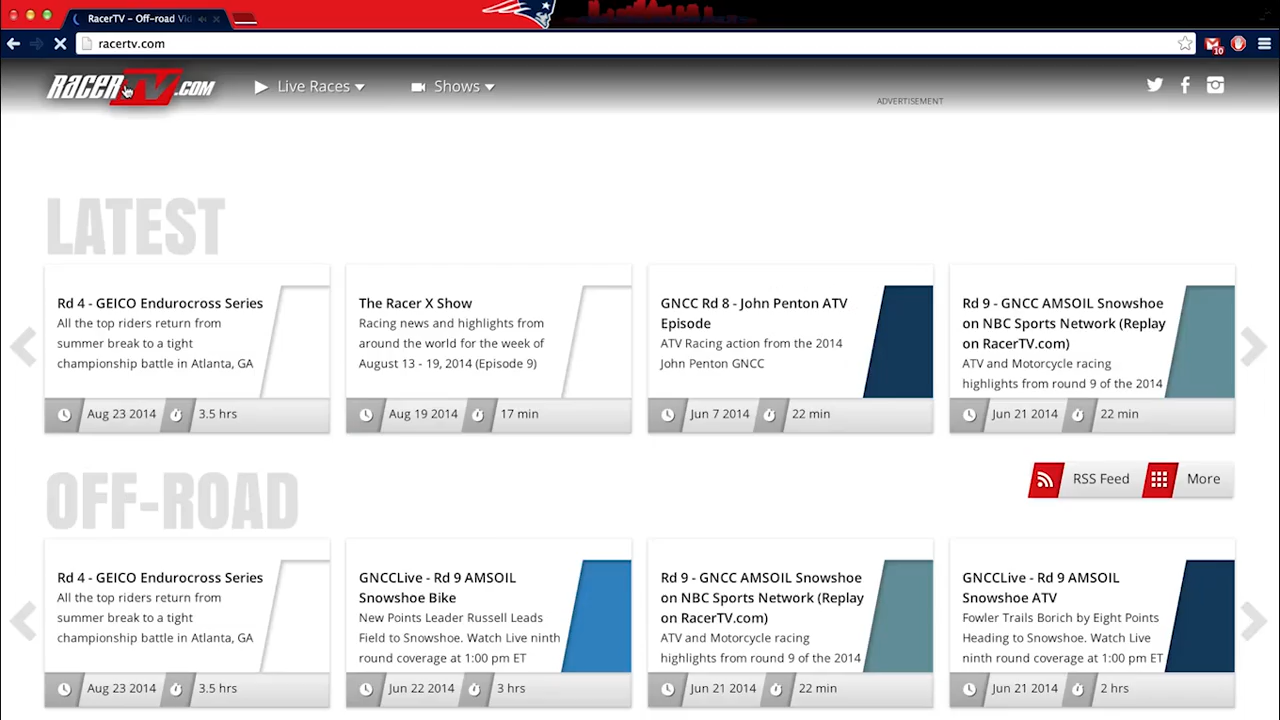 RacerTV – Off-road Vid
racertv.com
10
RACERTV.COM
Live Races
Shows
ADVERTISEMENT
LATEST
Rd 4 - GEICO Endurocross Series
All the top riders return from
summer break to a tight
championship battle in Atlanta, GA
Aug 23 2014
3.5 hrs
The Racer X Show
Racing news and highlights from
around the world for the week of
August 13 - 19, 2014 (Episode 9)
Aug 19 2014
17 min
GNCC Rd 8 - John Penton ATV
Episode
ATV Racing action from the 2014
John Penton GNCC
Jun 7 2014
22 min
Rd 9 - GNCC AMSOIL Snowshoe
on NBC Sports Network (Replay
on RacerTV.com)
ATV and Motorcycle racing
highlights from round 9 of the 2014
Jun 21 2014
22 min
RSS Feed
More
OFF-ROAD
Rd 4 - GEICO Endurocross Series
All the top riders return from
summer break to a tight
championship battle in Atlanta, GA
Aug 23 2014
3.5 hrs
GNCCLive - Rd 9 AMSOIL
Snowshoe Bike
New Points Leader Russell Leads
Field to Snowshoe. Watch Live ninth
round coverage at 1:00 pm ET
Jun 22 2014
3 hrs
Rd 9 - GNCC AMSOIL Snowshoe
on NBC Sports Network (Replay
on RacerTV.com)
ATV and Motorcycle racing
highlights from round 9 of the 2014
Jun 21 2014
22 min
GNCCLive - Rd 9 AMSOIL
Snowshoe ATV
Fowler Trails Borich by Eight Points
Heading to Snowshoe. Watch Live
ninth round coverage at 1:00 pm ET
Jun 21 2014
2 hrs